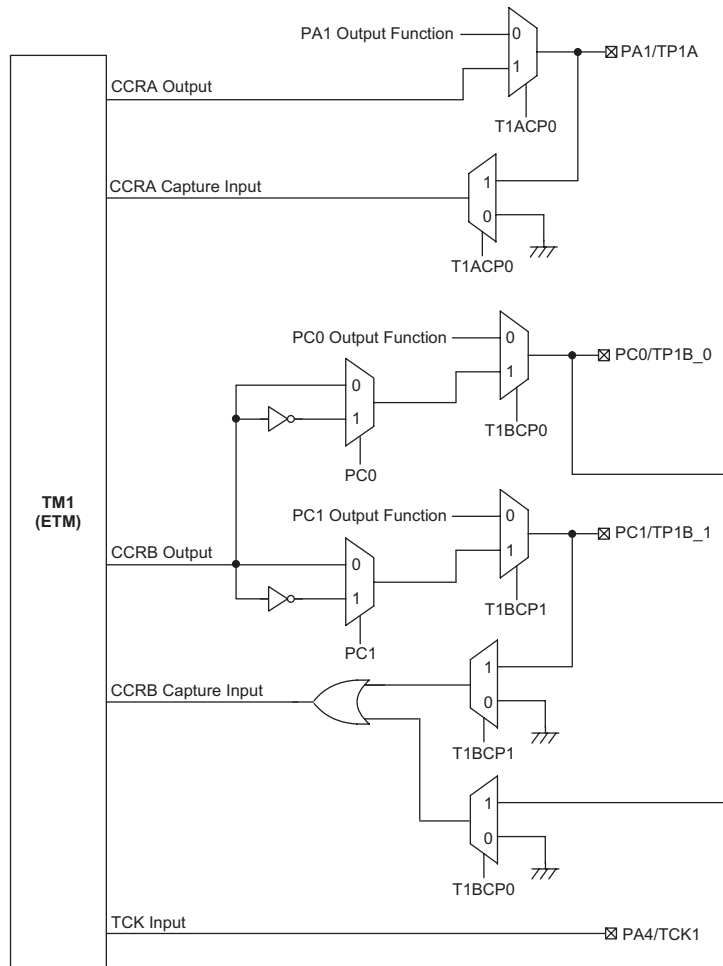 PA1 Output Function
0
PA1/TP1A
CCRA Output
1
T1ACP0
CCRA Capture Input
1
0
T1ACP0
PC0 Output Function
0
PC0/TP1B_0
0
1
1
T1BCP0
PC0
TM1
(ETM)
PC1 Output Function
0
PC1/TP1B_1
CCRB Output
0
1
1
T1BCP1
PC1
CCRB Capture Input
1
0
T1BCP1
1
0
T1BCP0
TCK Input
PA4/TCK1